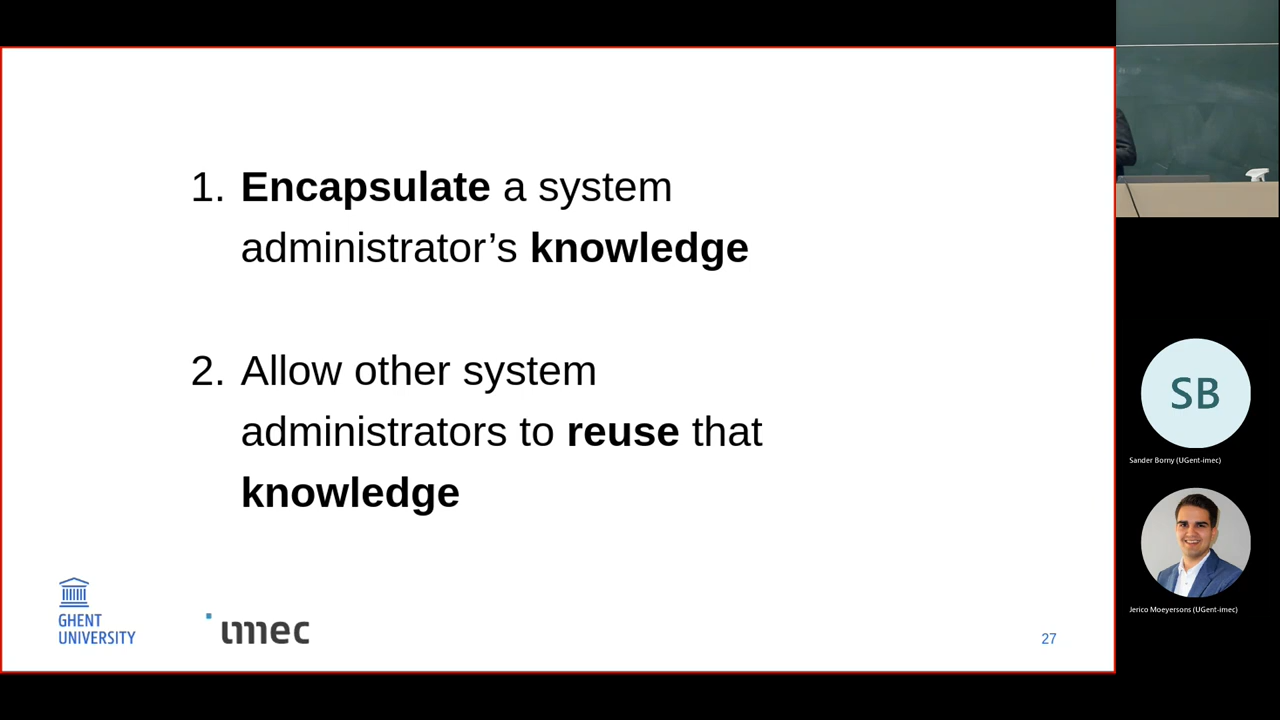 1. Encapsulate a system
administrator’s knowledge
2. Allow other system
administrators to reuse that
knowledge
GHENT
UNIVERSITY
imec
27
SB
Sander Borny (UGent-imec)
Jerico Moeyersons (UGent-imec)